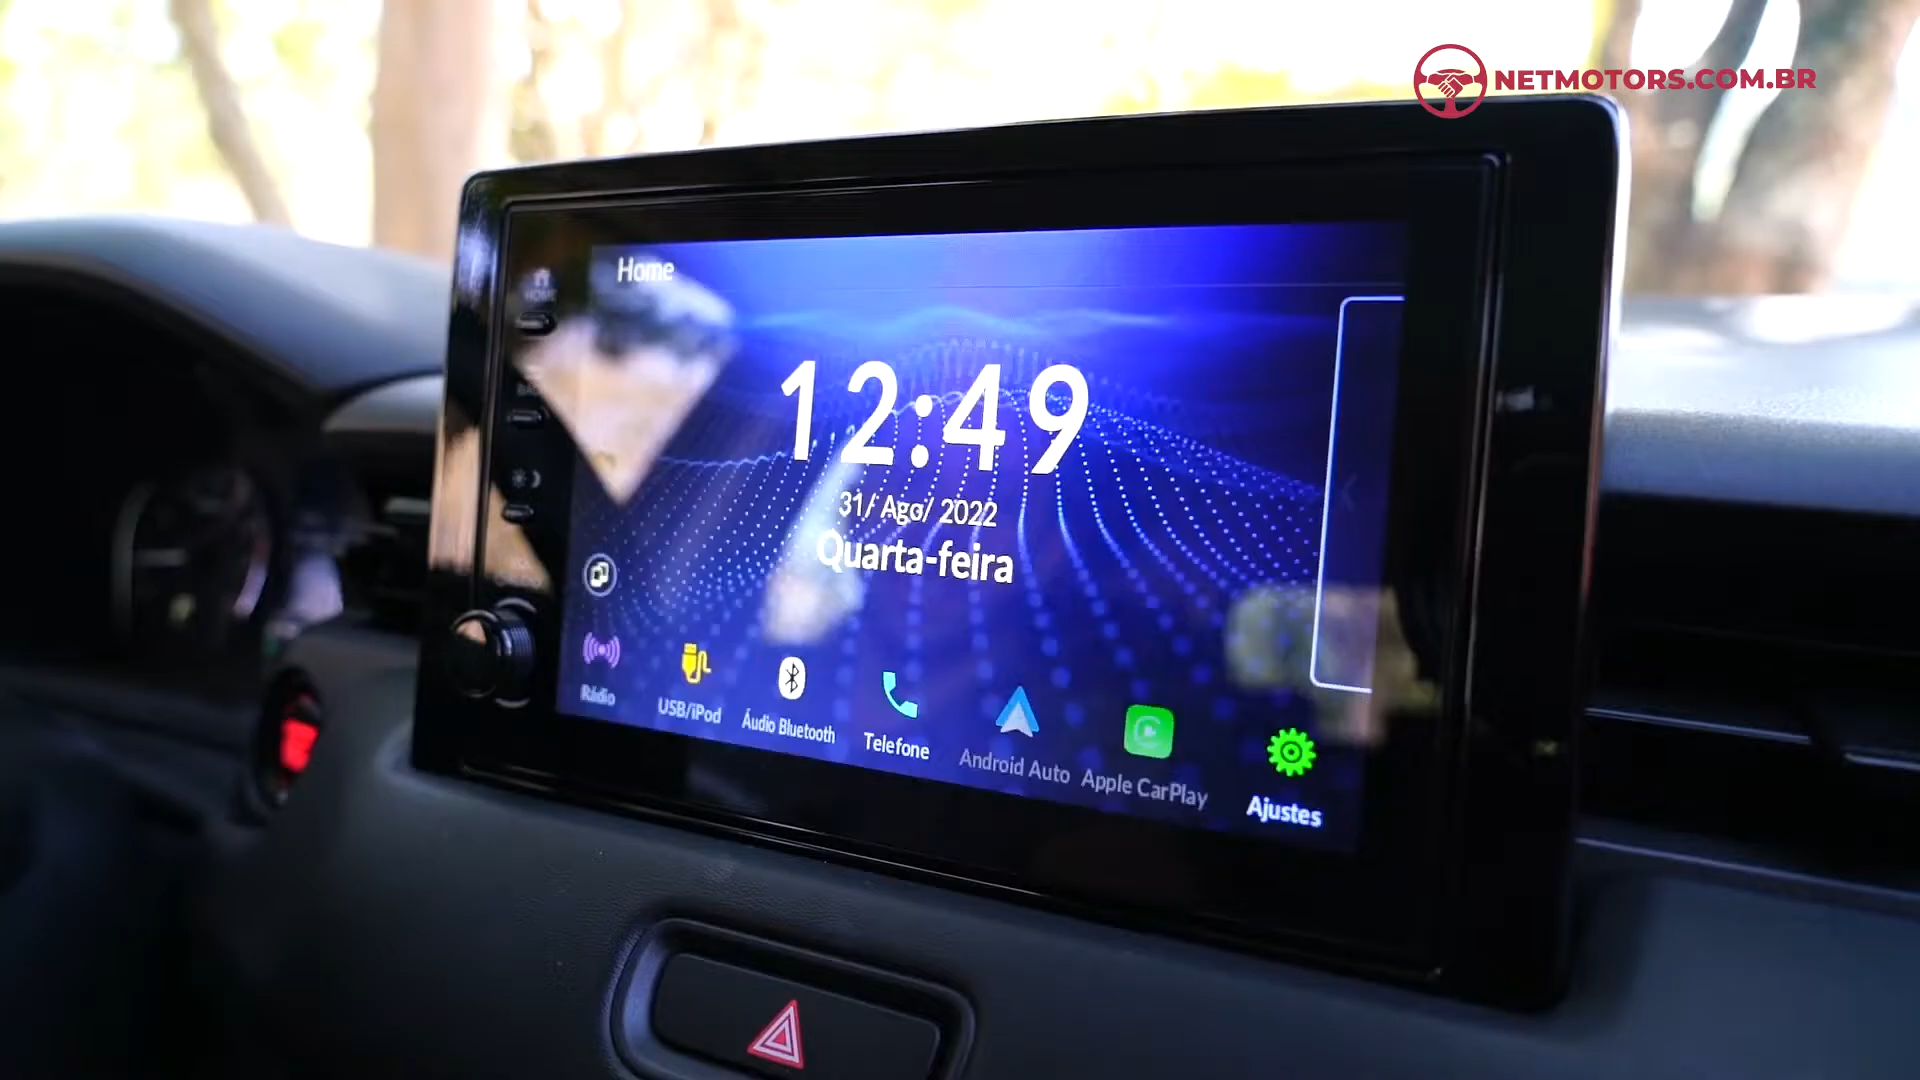 NETMOTORS.COM.BR
Home
HOME
12:49
31/ Ago/ 2022
Quarta-feira
Rádio
USB/iPod
Áudio Bluetooth
Telefone
Android Auto
Apple CarPlay
Ajustes